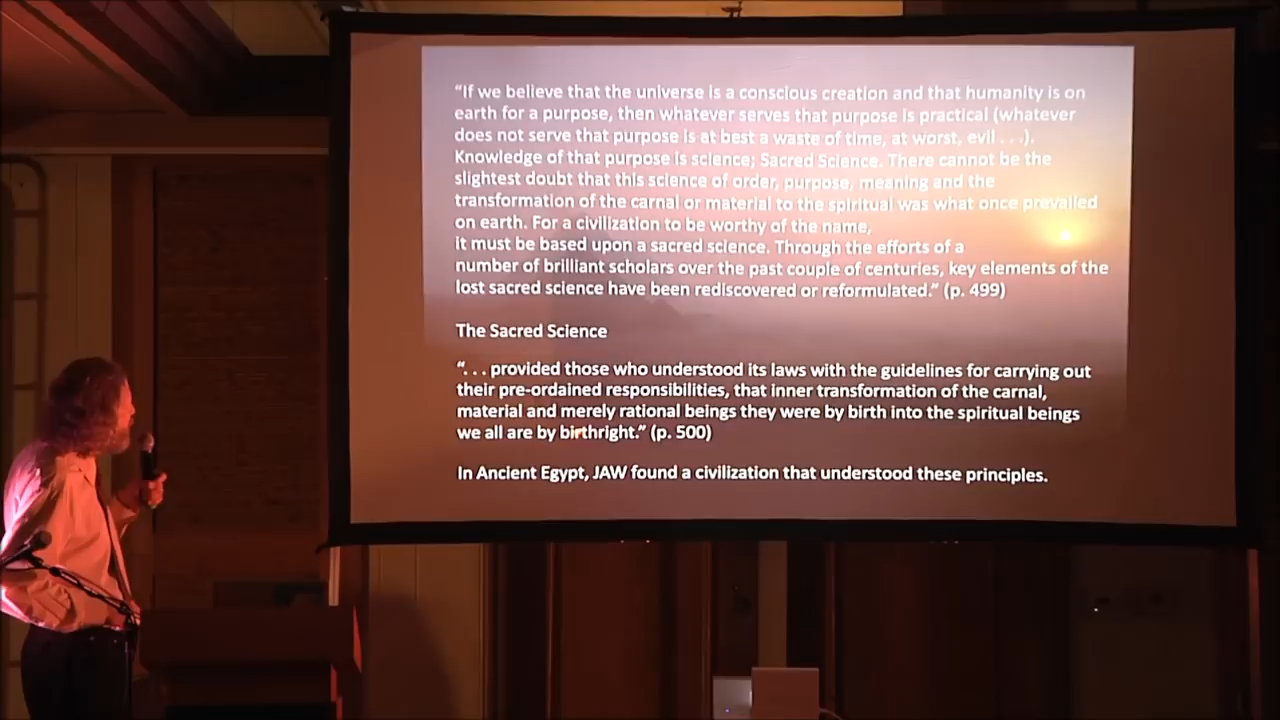 “If we believe that the universe is a conscious creation and that humanity is on
earth for a purpose, then whatever serves that purpose is practical (whatever
does not serve that purpose is at best a waste of time, at worst, evil . . .).
Knowledge of that purpose is science; Sacred Science. There cannot be the
slightest doubt that this science of order, purpose, meaning and the
transformation of the carnal or material to the spiritual was what once prevailed
on earth. For a civilization to be worthy of the name,
it must be based upon a sacred science. Through the efforts of a
number of brilliant scholars over the past couple of centuries, key elements of the
lost sacred science have been rediscovered or reformulated.” (p. 499)
The Sacred Science
“. . . provided those who understood its laws with the guidelines for carrying out
their pre-ordained responsibilities, that inner transformation of the carnal,
material and merely rational beings they were by birth into the spiritual beings
we all are by birthright.” (p. 500)
In Ancient Egypt, JAW found a civilization that understood these principles.